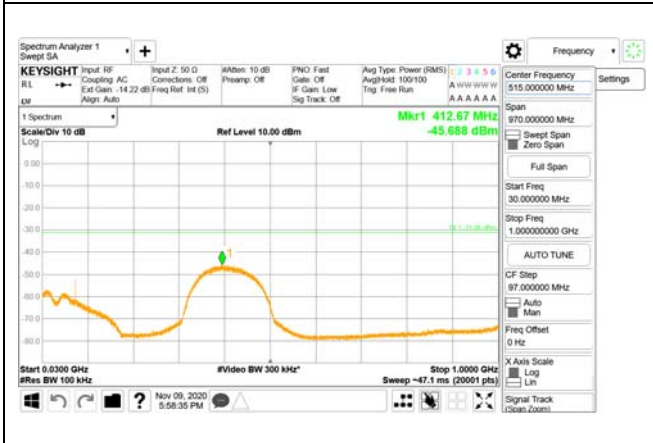 Spectrum Analyzer 1
Swept SA
+
Frequency
KEYSIGHT
Input: RF
Coupling: AC
Ext Gain: -14.22 dB
Align: Auto
Input Z: 50 Ω
Corrections: Off
Freq Ref: Int (S)
#Atten: 10 dB
Preamp: Off
PNO: Fast
Gate: Off
IF Gain: Low
Sig Track: Off
Avg Type: Power (RMS)
Avg|Hold: 100/100
Trig: Free Run
1 2 3 4 5 6
A W W W W W
A A A A A A
RL
1 Spectrum
Scale/Div 10 dB
Ref Level 10.00 dBm
Mkr1 412.67 MHz
-45.688 dBm
Log
0.00
-10.0
-20.0
-30.0
-40.0
-50.0
-60.0
-70.0
-80.0
1
Start 0.0300 GHz
#Res BW 100 kHz
#Video BW 300 kHz*
Stop 1.0000 GHz
Sweep ~47.1 ms (20001 pts)
?
Nov 09, 2020
5:58:35 PM
Center Frequency
515.000000 MHz
Settings
Span
970.000000 MHz
Swept Span
Zero Span
Full Span
Start Freq
30.000000 MHz
Stop Freq
1.000000000 GHz
AUTO TUNE
CF Step
97.000000 MHz
Auto
Man
Freq Offset
0 Hz
X Axis Scale
Log
Lin
Signal Track
(Span Zoom)